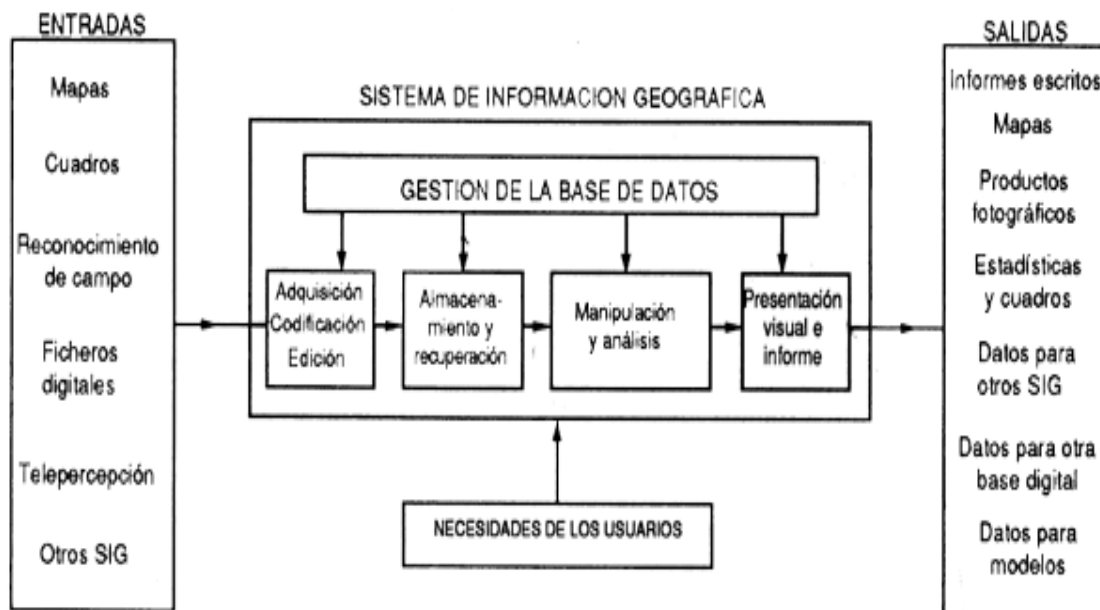 ENTRADAS
Mapas
Cuadros
Reconocimiento
de campo
Ficheros
digitales
Telepercepción
Otros SIG
SISTEMA DE INFORMACION GEOGRAFICA
GESTION DE LA BASE DE DATOS
Adquisición
Codificación
Edición
Almacena-
miento y
recuperación
Manipulación
y análisis
Presentación
visual e
informe
NECESIDADES DE LOS USUARIOS
SALIDAS
Informes escritos
Mapas
Productos
fotográficos
Estadísticas
y cuadros
Datos para
otros SIG
Datos para otra
base digital
Datos para
modelos